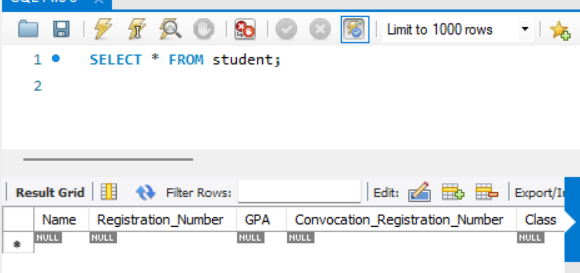 Limit to 1000 rows
1 SELECT * FROM student;
2
Result Grid Filter Rows: Edit: Export/I
Name Registration_Number GPA Convocation_Registration_Number Class
* NULL NULL NULL NULL NULL